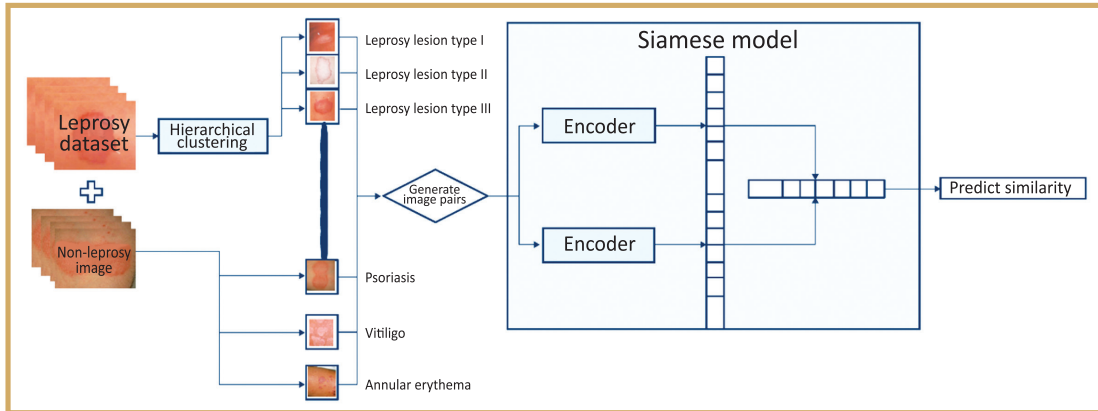 Siamese model
Leprosy lesion type I
Leprosy lesion type II
Leprosy lesion type III
Leprosy
dataset
Hierarchical
clustering
Encoder
Generate
image pairs
Predict similarity
Encoder
Non-leprosy
image
Psoriasis
Vitiligo
Annular erythema